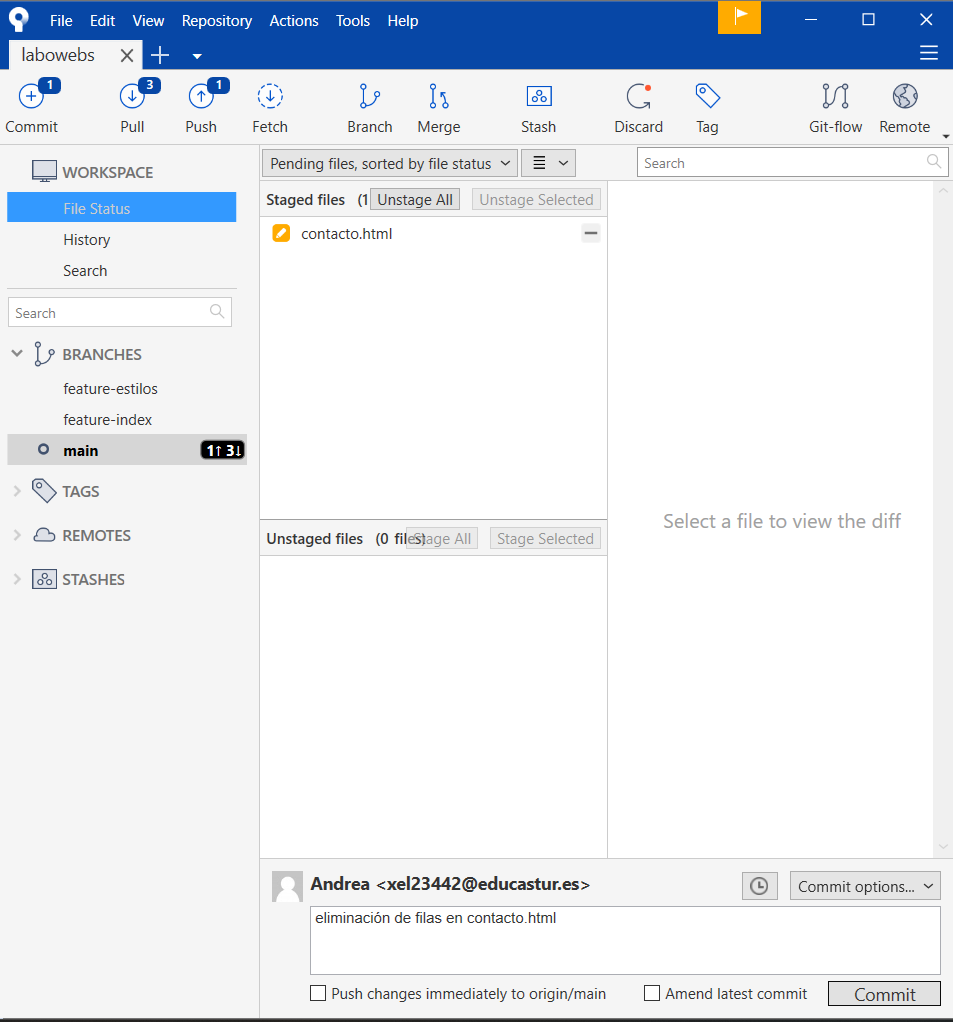 File Edit View Repository Actions Tools Help
labowebs
1 3 1
Commit Pull Push Fetch Branch Merge Stash Discard Tag Git-flow Remote
WORKSPACE
File Status
History
Search
Search
BRANCHES
feature-estilos
feature-index
main 1↑ 3↓
TAGS
REMOTES
STASHES
Pending files, sorted by file status
Search
Staged files (1 Unstage All Unstage Selected
contacto.html
Unstaged files (0 files) Stage All Stage Selected
Select a file to view the diff
Andrea <xel23442@educastur.es>
Commit options...
eliminación de filas en contacto.html
Push changes immediately to origin/main Amend latest commit Commit